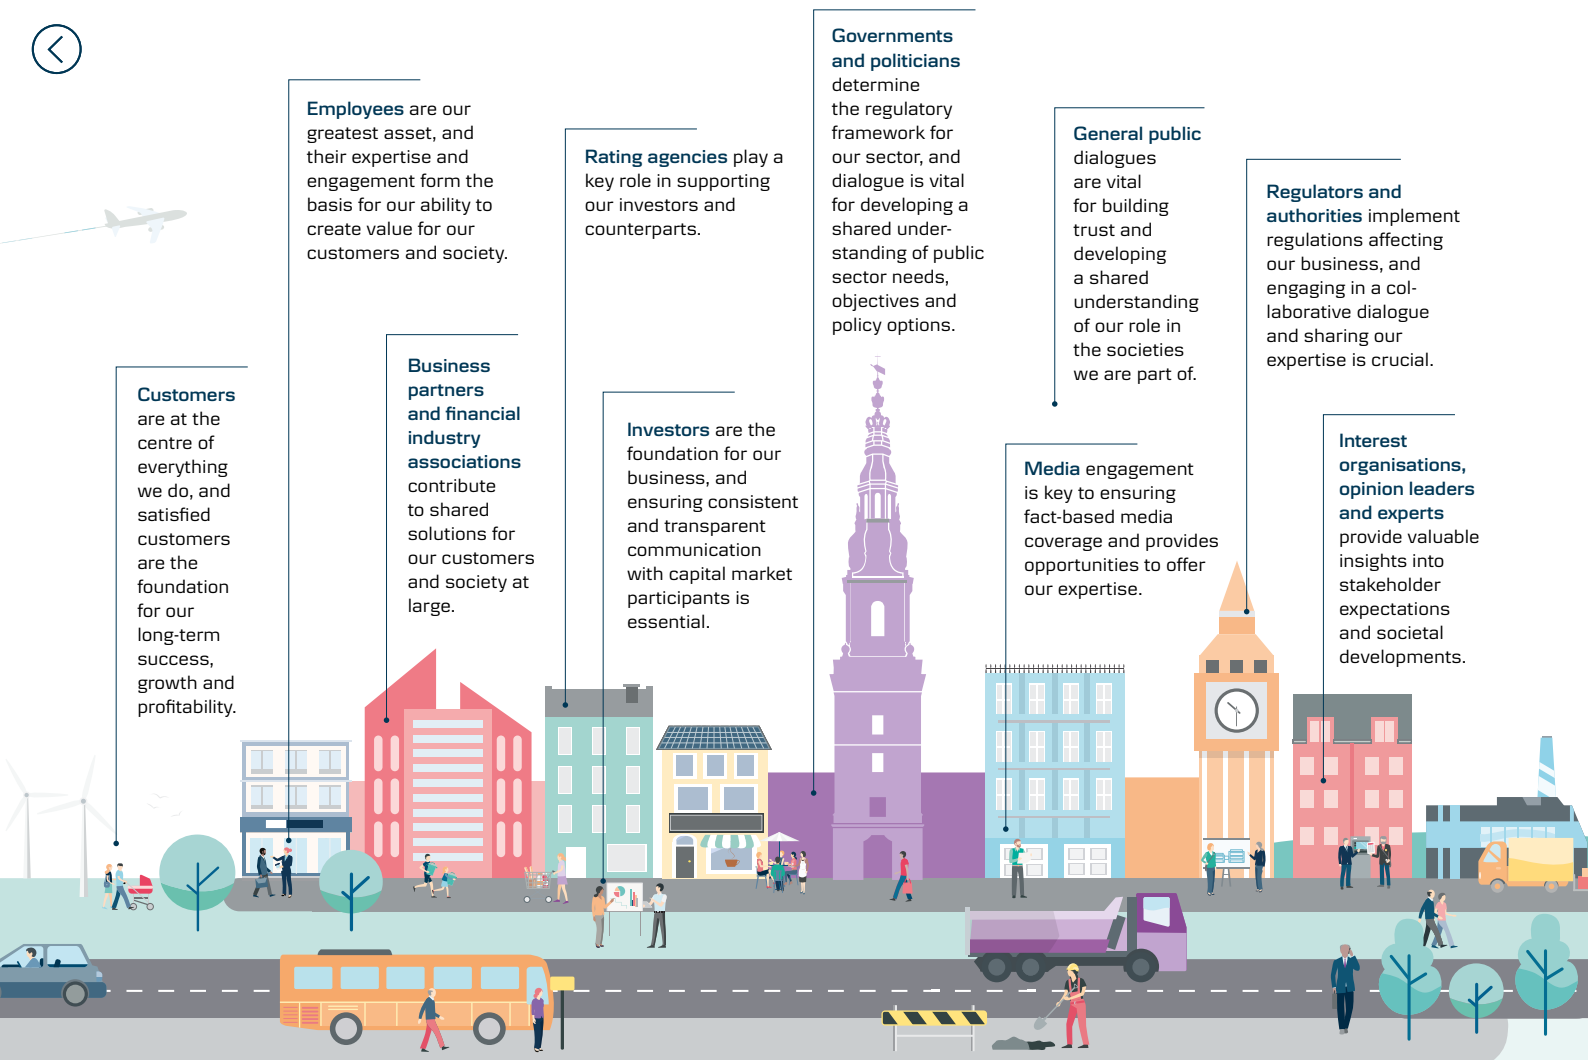 Employees are our
greatest asset, and
their expertise and
engagement form the
basis for our ability to
create value for our
customers and society.
Rating agencies play a
key role in supporting
our investors and
counterparts.
Governments
and politicians
determine
the regulatory
framework for
our sector, and
dialogue is vital
for developing a
shared under-
standing of public
sector needs,
objectives and
policy options.
General public
dialogues
are vital
for building
trust and
developing
a shared
understanding
of our role in
the societies
we are part of.
Regulators and
authorities implement
regulations affecting
our business, and
engaging in a col-
laborative dialogue
and sharing our
expertise is crucial.
Customers
are at the
centre of
everything
we do, and
satisfied
customers
are the
foundation
for our
long-term
success,
growth and
profitability.
Business
partners
and financial
industry
associations
contribute
to shared
solutions for
our customers
and society at
large.
Investors are the
foundation for our
business, and
ensuring consistent
and transparent
communication
with capital market
participants is
essential.
Media engagement
is key to ensuring
fact-based media
coverage and provides
opportunities to offer
our expertise.
Interest
organisations,
opinion leaders
and experts
provide valuable
insights into
stakeholder
expectations
and societal
developments.